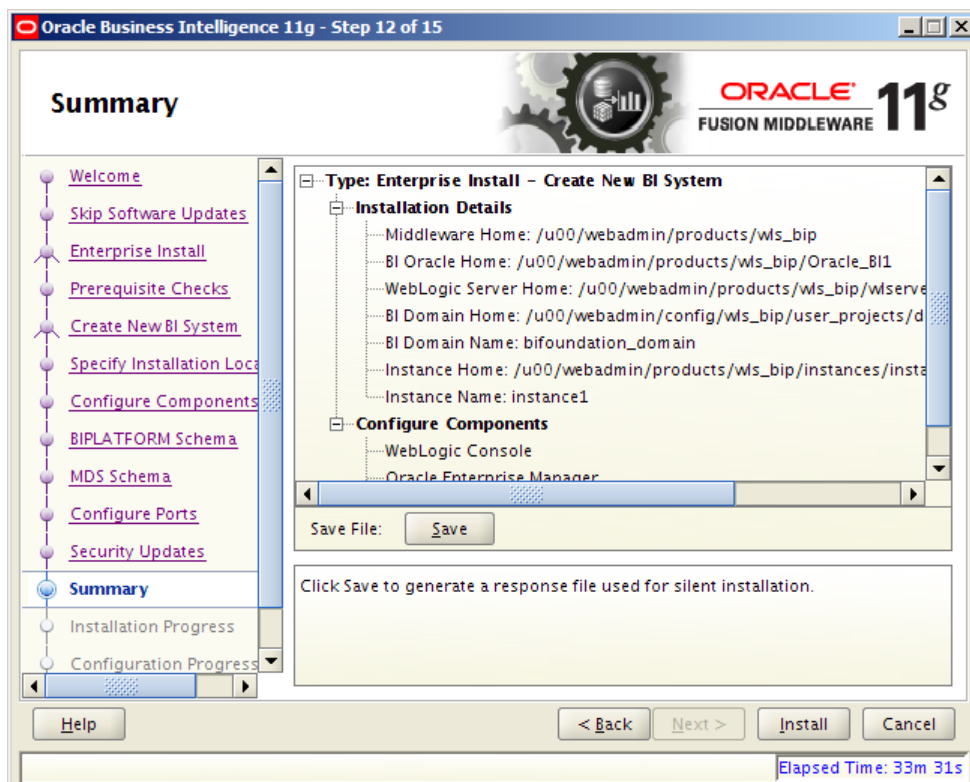 Oracle Business Intelligence 11g - Step 12 of 15
Summary
ORACLE
FUSION MIDDLEWARE 11g
Welcome
Skip Software Updates
Enterprise Install
Prerequisite Checks
Create New BI System
Specify Installation Loca
Configure Components
BIPLATFORM Schema
MDS Schema
Configure Ports
Security Updates
Summary
Installation Progress
Configuration Progress
Type: Enterprise Install - Create New BI System
Installation Details
Middleware Home: /u00/webadmin/products/wls_bip
BI Oracle Home: /u00/webadmin/products/wls_bip/Oracle_BI1
WebLogic Server Home: /u00/webadmin/products/wls_bip/wlserve
BI Domain Home: /u00/webadmin/config/wls_bip/user_projects/d
BI Domain Name: bifoundation_domain
Instance Home: /u00/webadmin/products/wls_bip/instances/insta
Instance Name: instance1
Configure Components
WebLogic Console
Oracle Enterprise Manager
Save File: Save
Click Save to generate a response file used for silent installation.
Help < Back Next > Install Cancel
Elapsed Time: 33m 31s